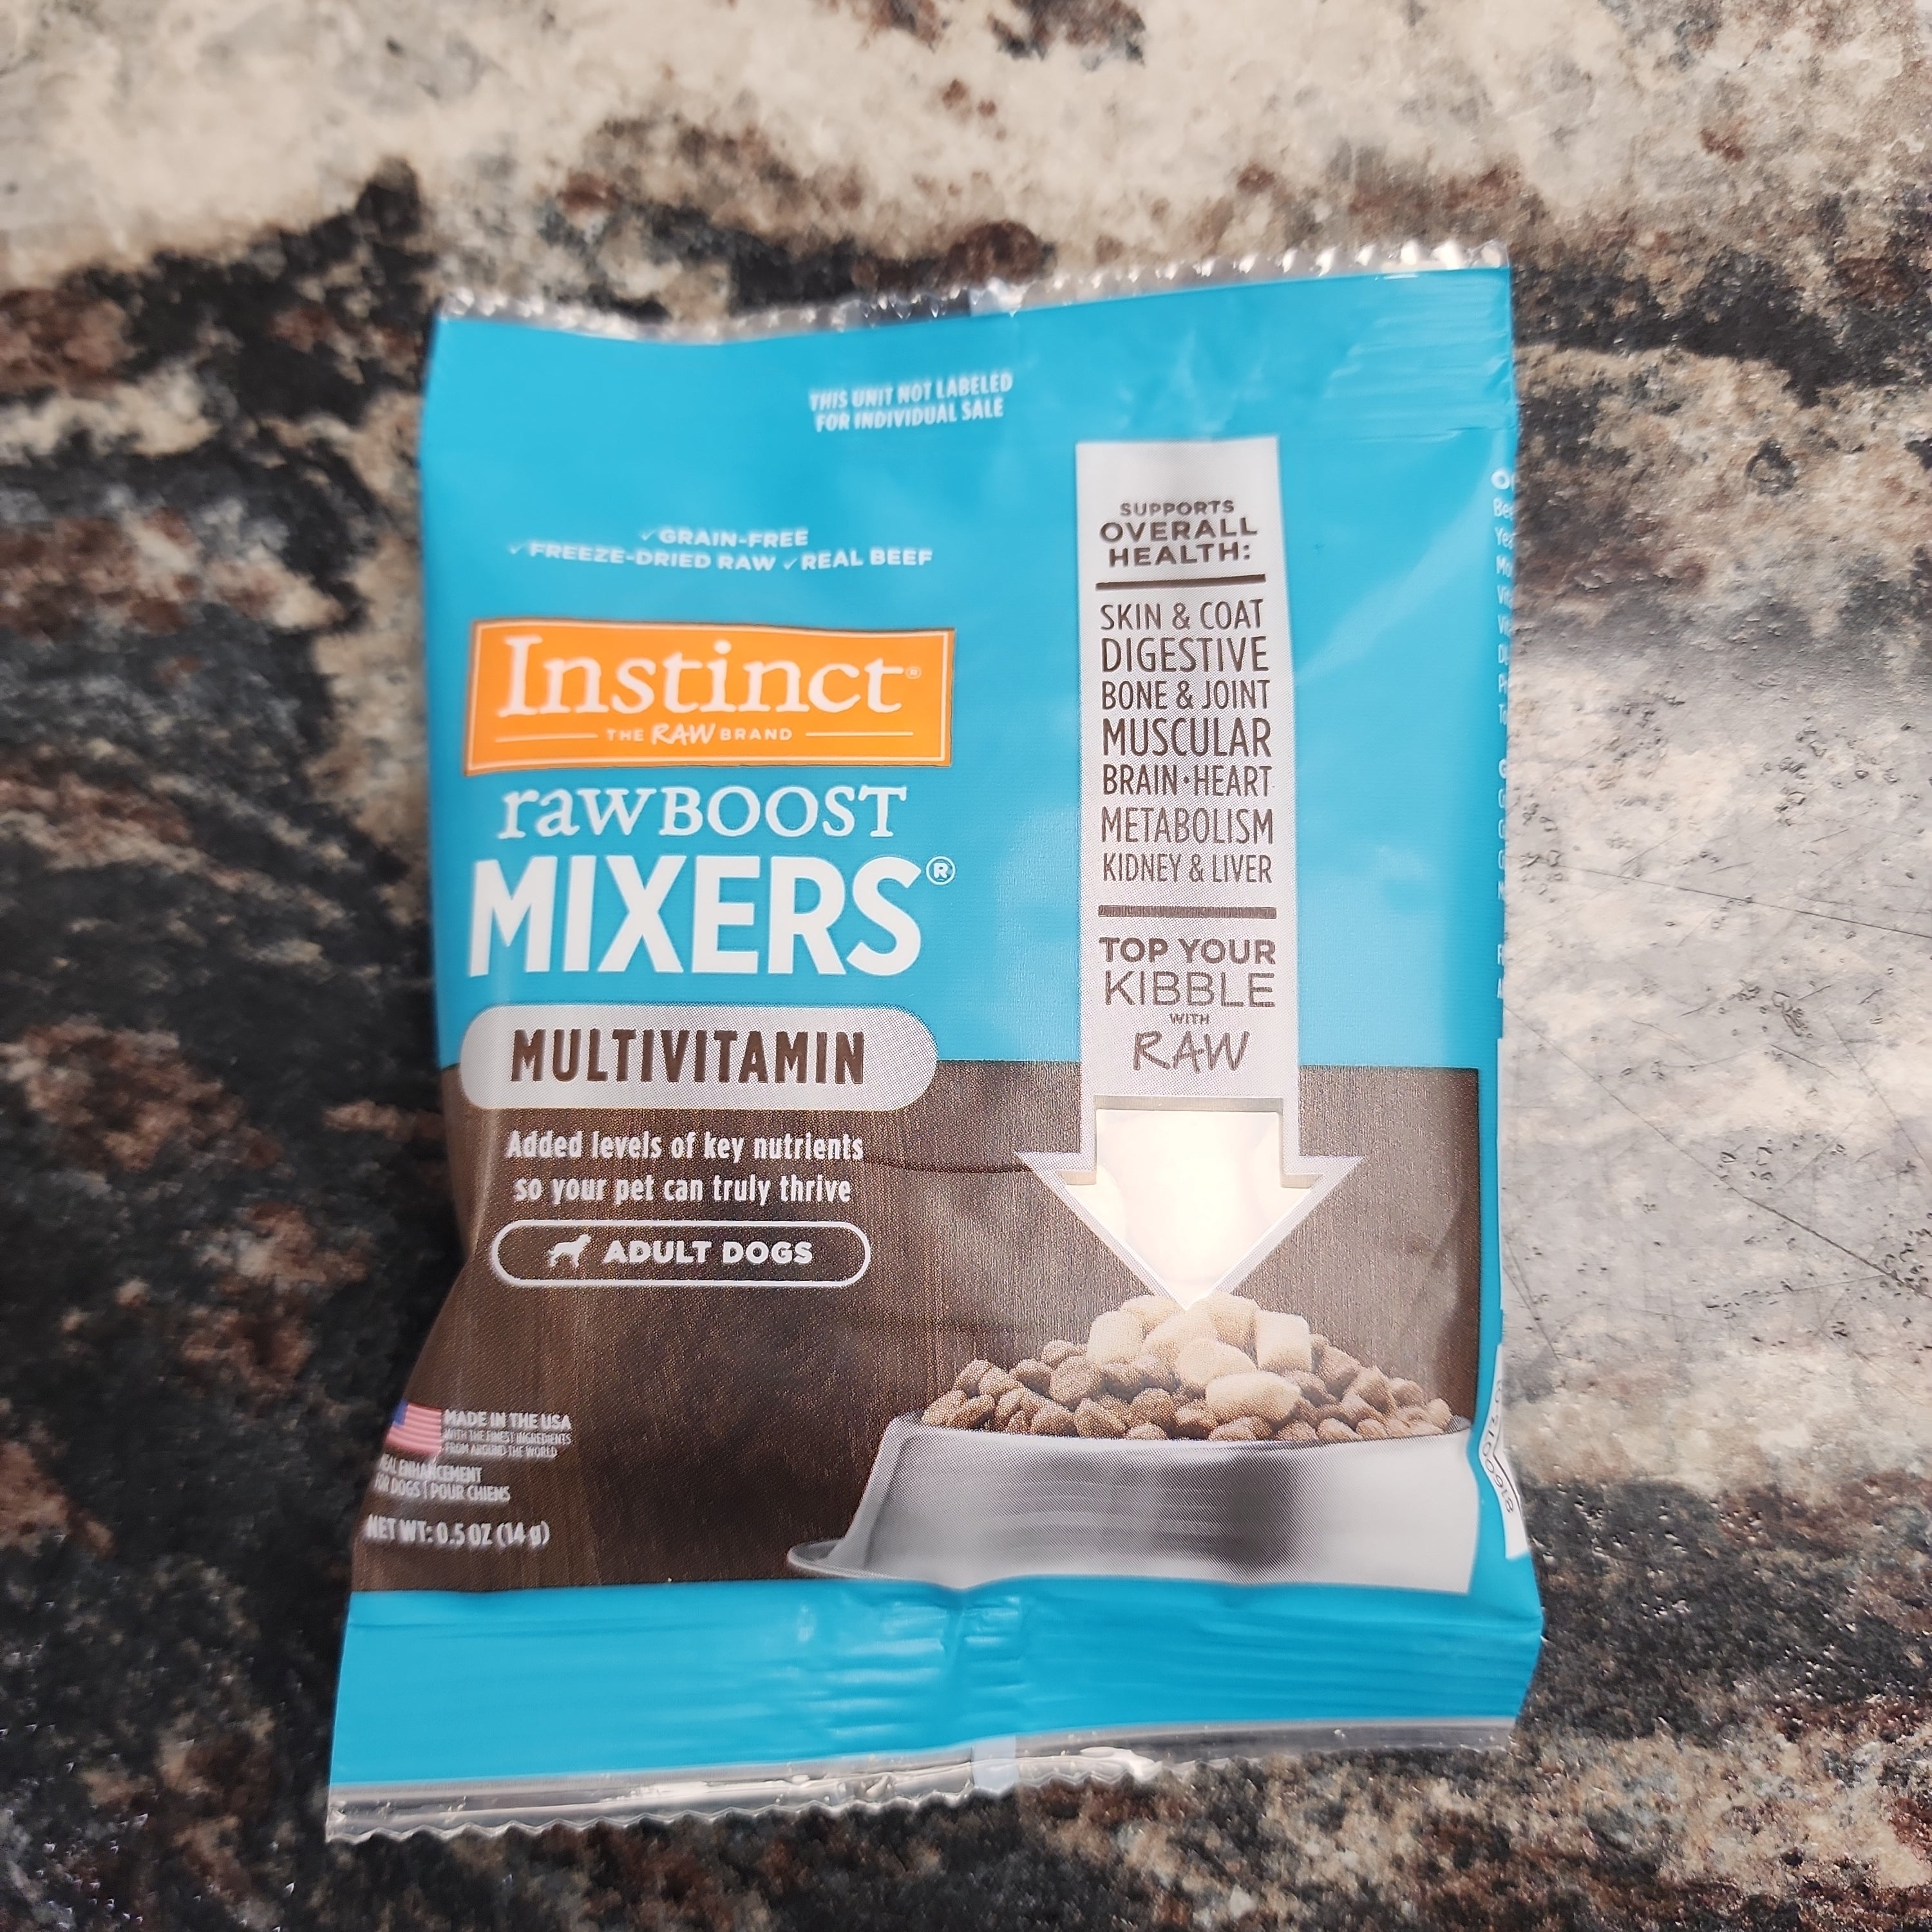 THIS UNIT NOT LABELED
FOR INDIVIDUAL SALE
✓GRAIN-FREE
✓FREEZE-DRIED RAW ✓REAL BEEF
Instinct®
THE RAW BRAND
rawBOOST
MIXERS®
MULTIVITAMIN
Added levels of key nutrients
so your pet can truly thrive
ADULT DOGS
MADE IN THE USA
WITH THE FINEST INGREDIENTS
FROM AROUND THE WORLD
ENHANCEMENT
DOGS | POUR CHIENS
NET WT: 0.5 OZ (14 g)
SUPPORTS
OVERALL
HEALTH:
SKIN & COAT
DIGESTIVE
BONE & JOINT
MUSCULAR
BRAIN•HEART
METABOLISM
KIDNEY & LIVER
TOP YOUR
KIBBLE
WITH
RAW